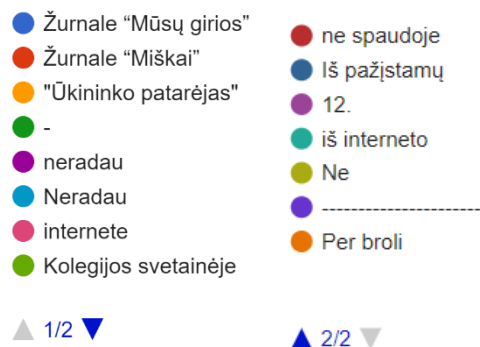 Žurnale “Mūsų girios”
Žurnale “Miškai”
"Ūkininko patarėjas"
-
neradau
Neradau
internete
Kolegijos svetainėje
1/2
ne spaudoje
Iš pažįstamų
12.
iš interneto
Ne
-----------------------
Per broli
2/2